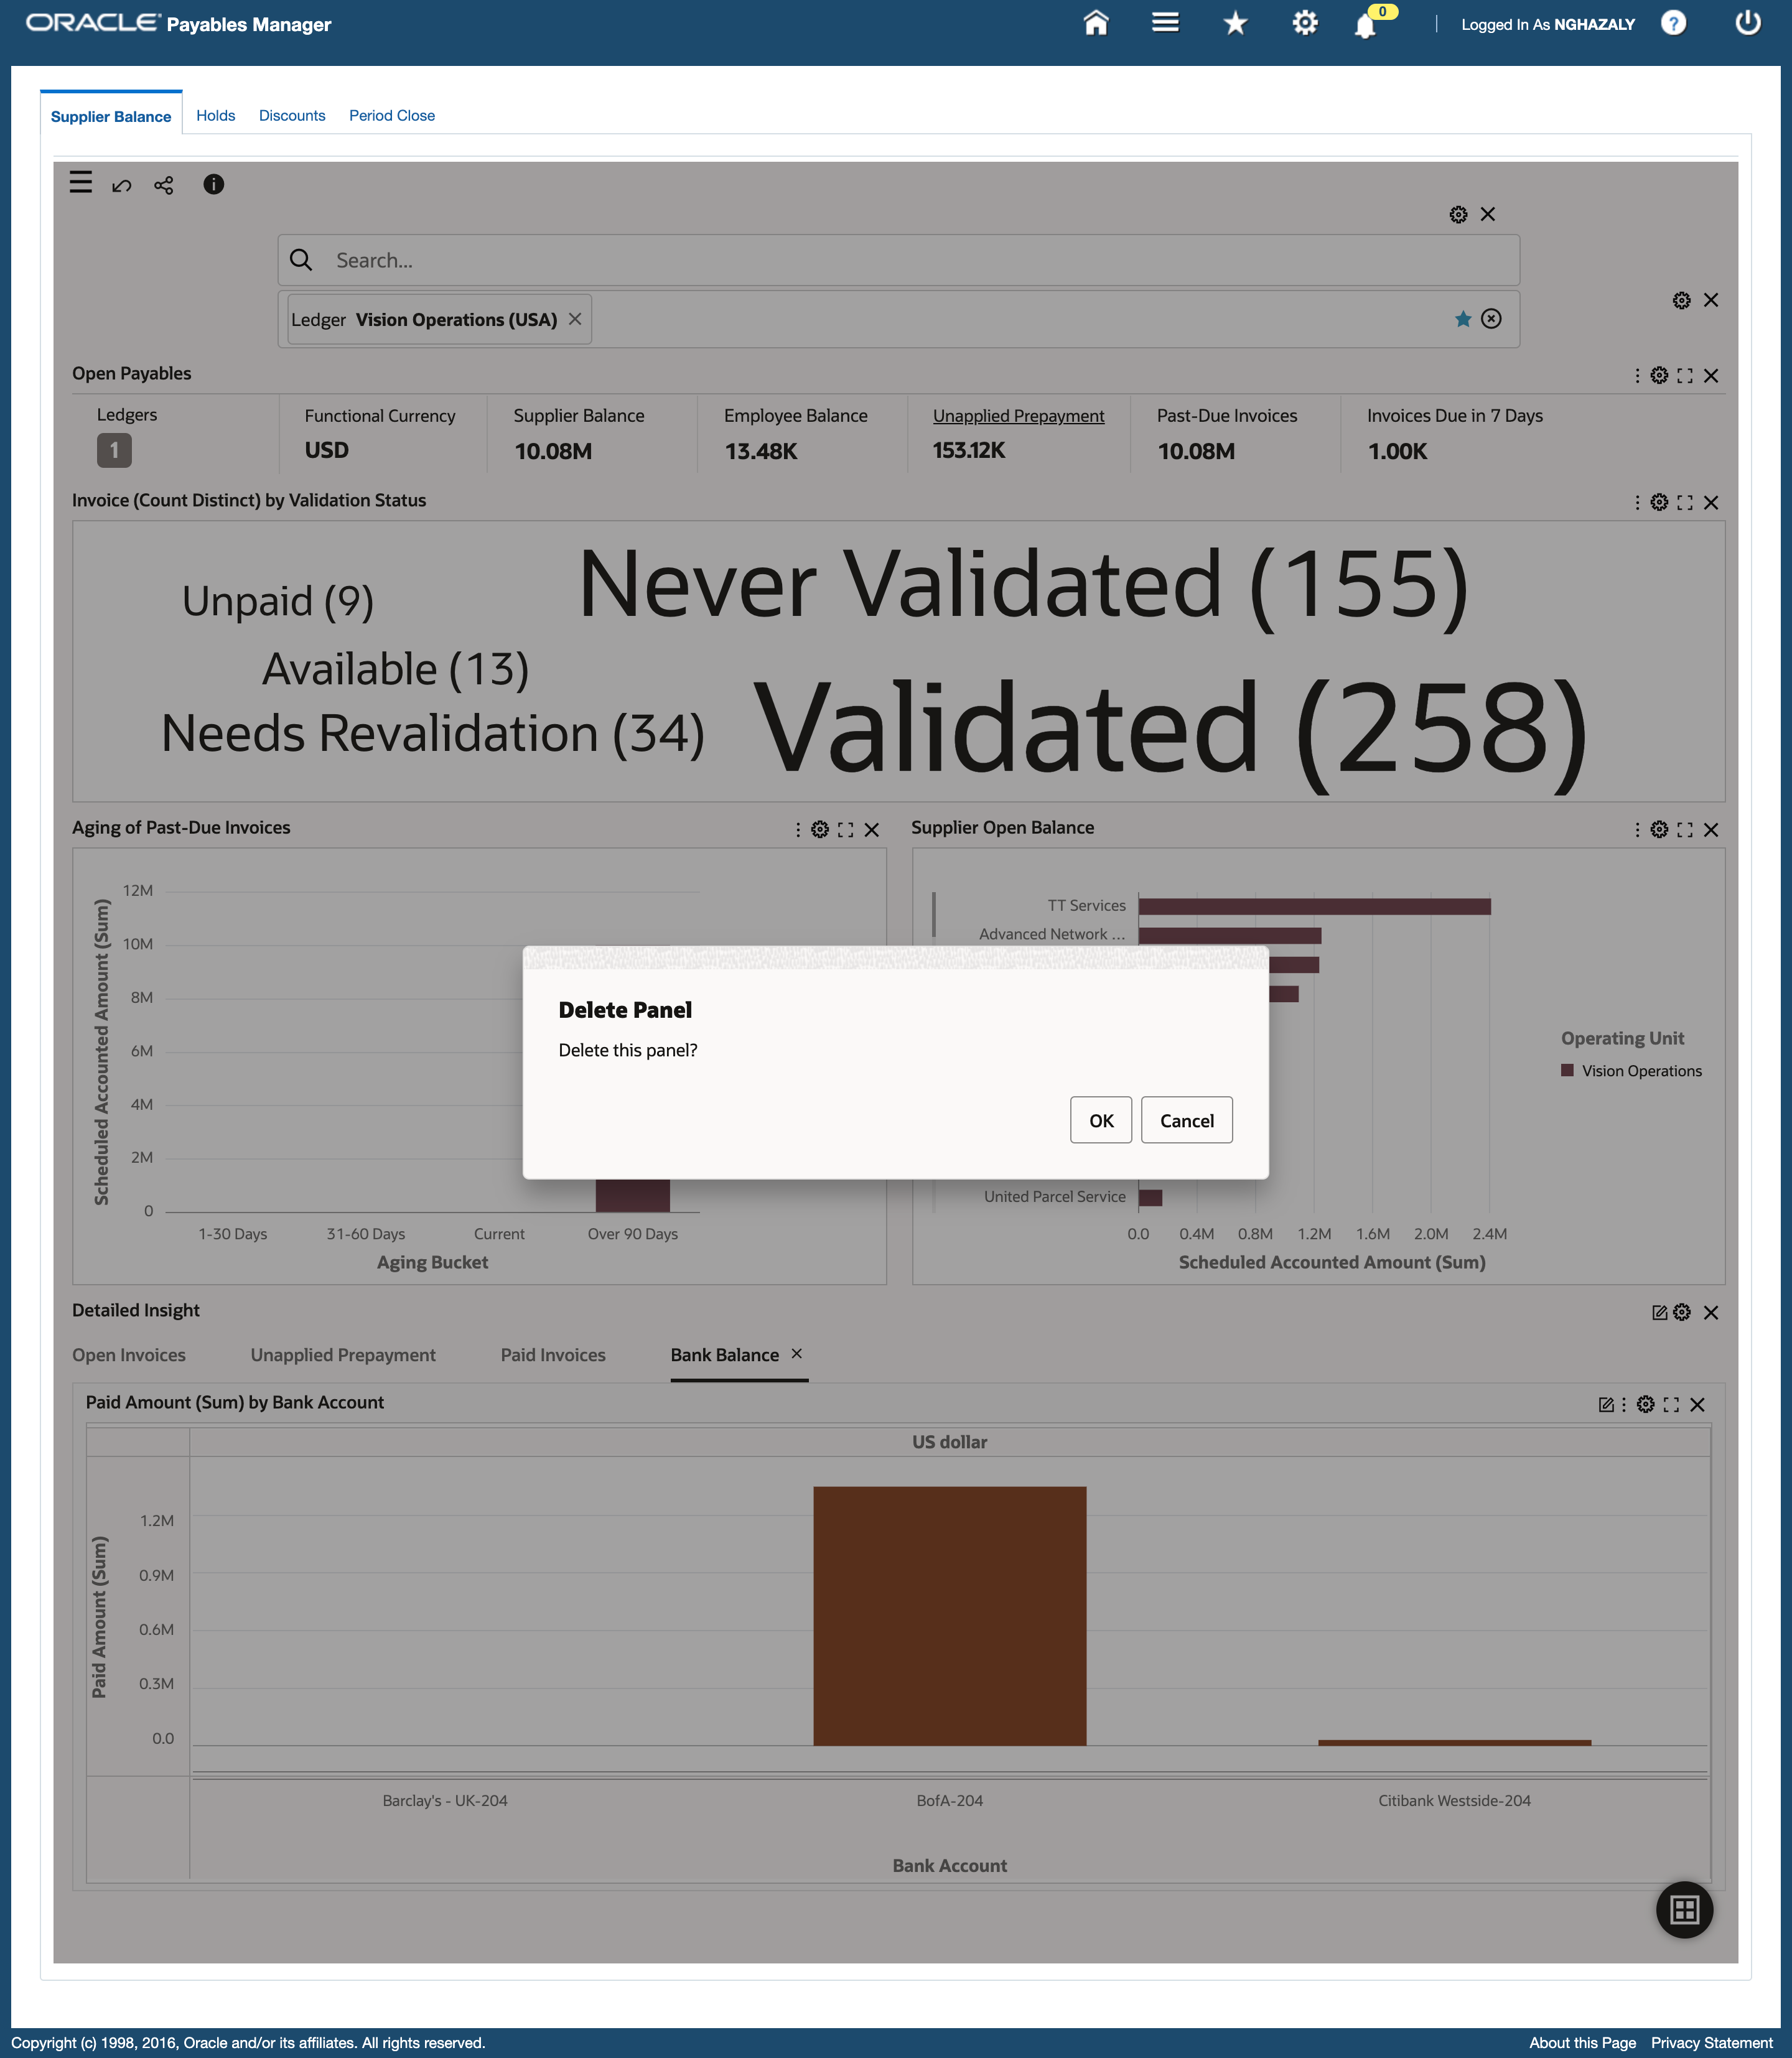 ORACLE Payables Manager
0
Logged In As NGHAZALY
?
Supplier Balance
Holds
Discounts
Period Close
Search...
Ledger Vision Operations (USA)
Open Payables
Ledgers
1
Functional Currency
USD
Supplier Balance
10.08M
Employee Balance
13.48K
Unapplied Prepayment
153.12K
Past-Due Invoices
10.08M
Invoices Due in 7 Days
1.00K
Invoice (Count Distinct) by Validation Status
Unpaid (9)
Never Validated (155)
Available (13)
Needs Revalidation (34)
Validated (258)
Aging of Past-Due Invoices
Scheduled Accounted Amount (Sum)
12M
10M
8M
6M
4M
2M
0
1-30 Days
31-60 Days
Current
Over 90 Days
Aging Bucket
Supplier Open Balance
TT Services
Advanced Network ...
United Parcel Service
0.0
0.4M
0.8M
1.2M
1.6M
2.0M
2.4M
Scheduled Accounted Amount (Sum)
Operating Unit
Vision Operations
Delete Panel
Delete this panel?
OK
Cancel
Detailed Insight
Open Invoices
Unapplied Prepayment
Paid Invoices
Bank Balance
Paid Amount (Sum) by Bank Account
US dollar
Paid Amount (Sum)
1.2M
0.9M
0.6M
0.3M
0.0
Barclay's - UK-204
BofA-204
Citibank Westside-204
Bank Account
Copyright (c) 1998, 2016, Oracle and/or its affiliates. All rights reserved.
About this Page
Privacy Statement